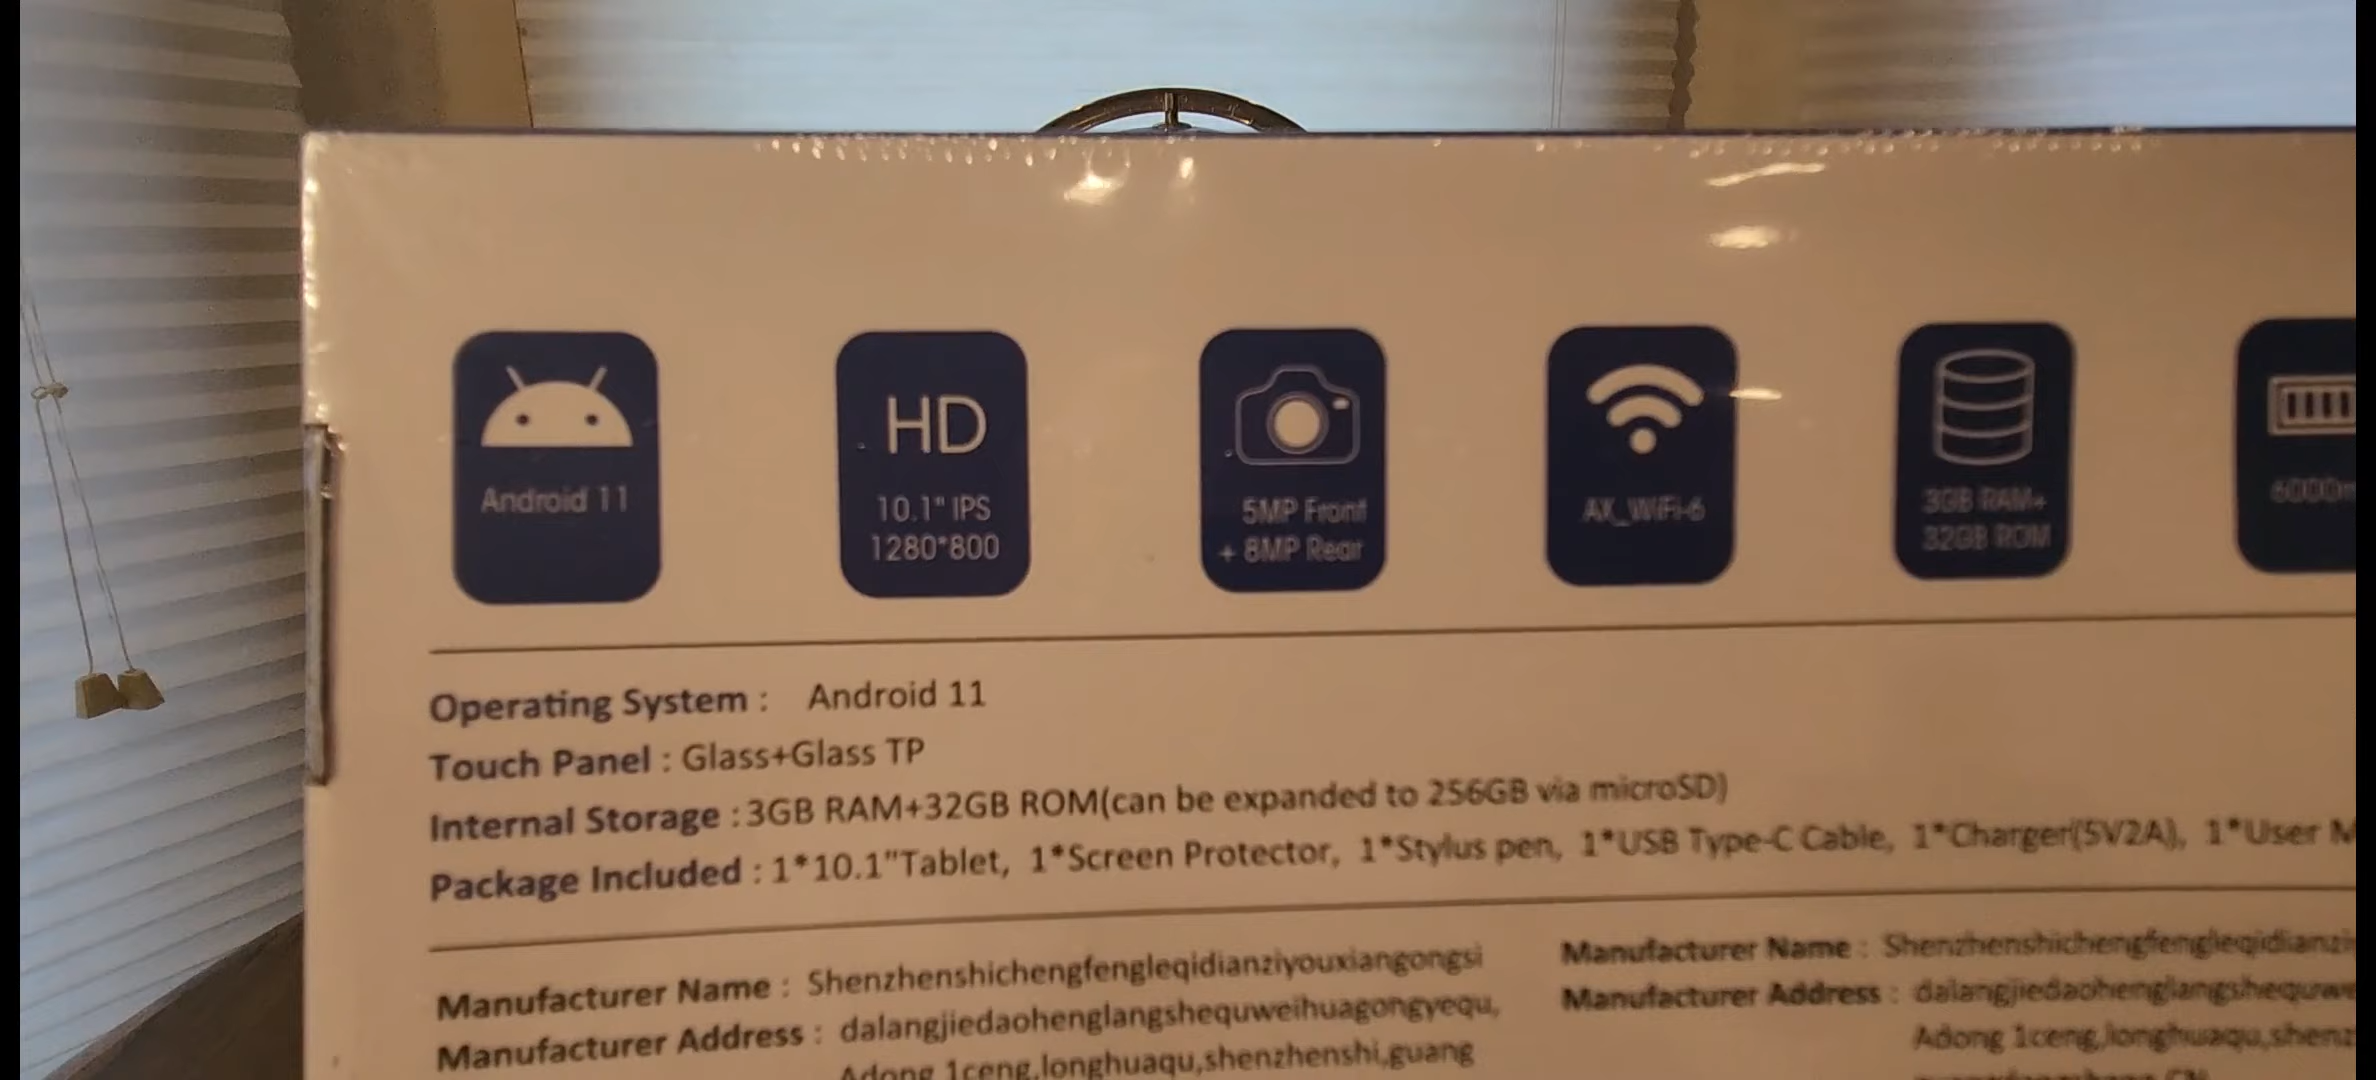 Android 11
HD
10.1" IPS
1280*800
5MP Front
+ 8MP Rear
AX_WiFi-6
3GB RAM+
32GB ROM
Operating System : Android 11
Touch Panel : Glass+Glass TP
Internal Storage : 3GB RAM+32GB ROM(can be expanded to 256GB via microSD)
Package Included : 1*10.1"Tablet, 1*Screen Protector, 1*Stylus pen, 1*USB Type-C Cable, 1*Charger(5V2A), 1*User
Manufacturer Name : Shenzhenshichengfengleqidianziyouxiangongsi
Manufacturer Address : dalangjiedaohenglangshequweihuagongyequ,
Adong 1ceng,longhuaqu,shenzhenshi,guang
Manufacturer Name : Shenzhenshichengfengleqidianzi
Manufacturer Address : dalangjiedaohenglangshequwe
Adong 1ceng,longhuaqu,shenz